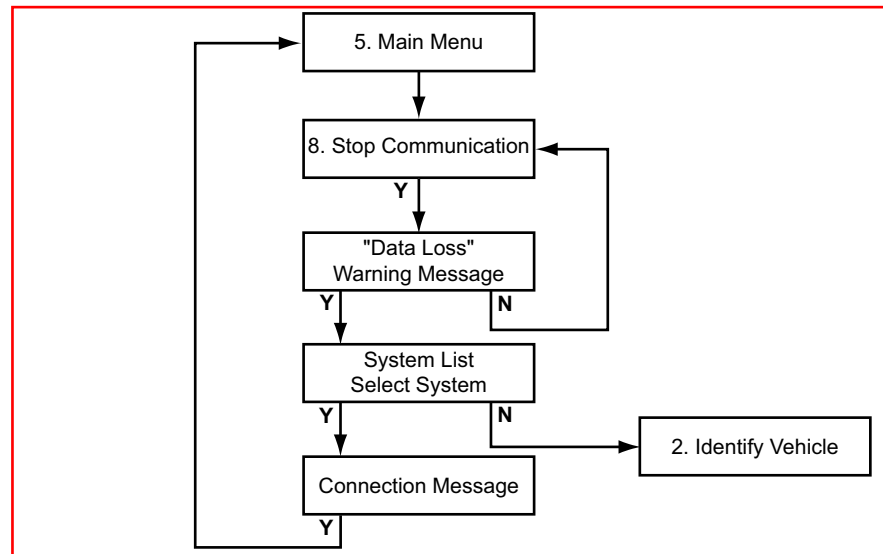 5. Main Menu
8. Stop Communication
Y
"Data Loss"
Warning Message
Y
N
System List
Select System
Y
N
2. Identify Vehicle
Connection Message
Y